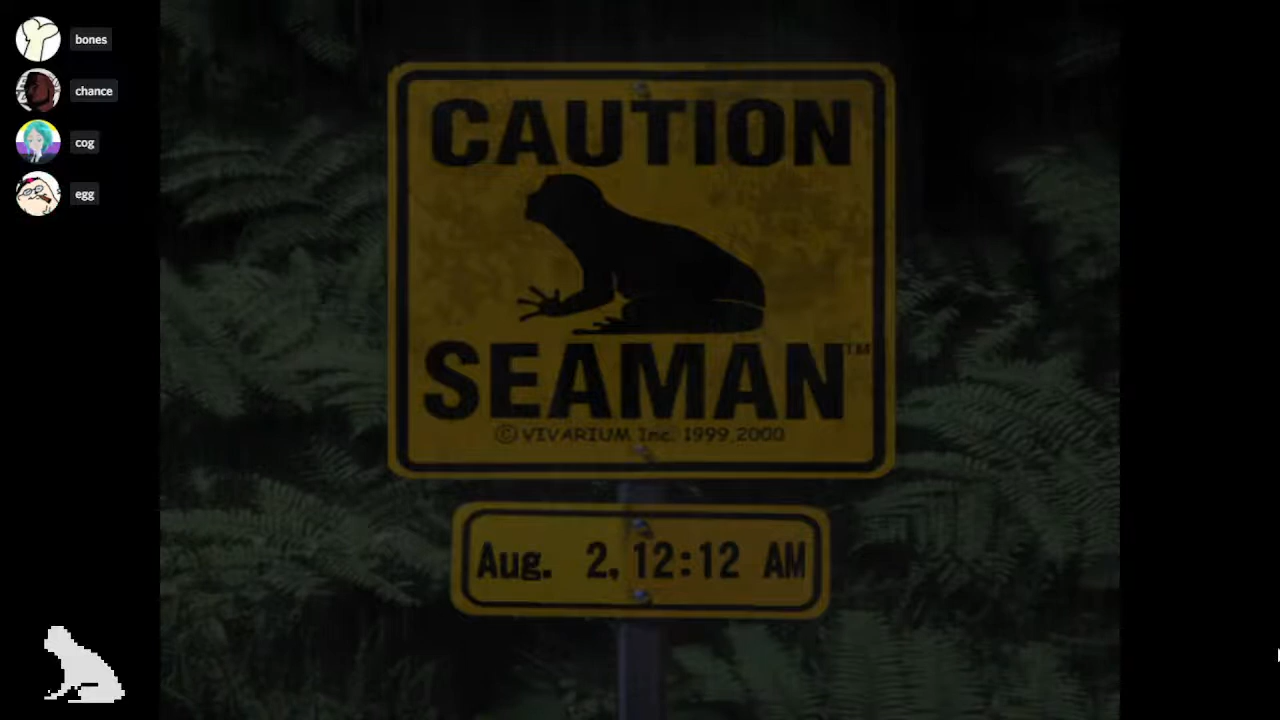 bones
chance
cog
egg
CAUTION
SEAMAN™
© VIVARIUM Inc. 1999,2000
Aug. 2, 12:12 AM